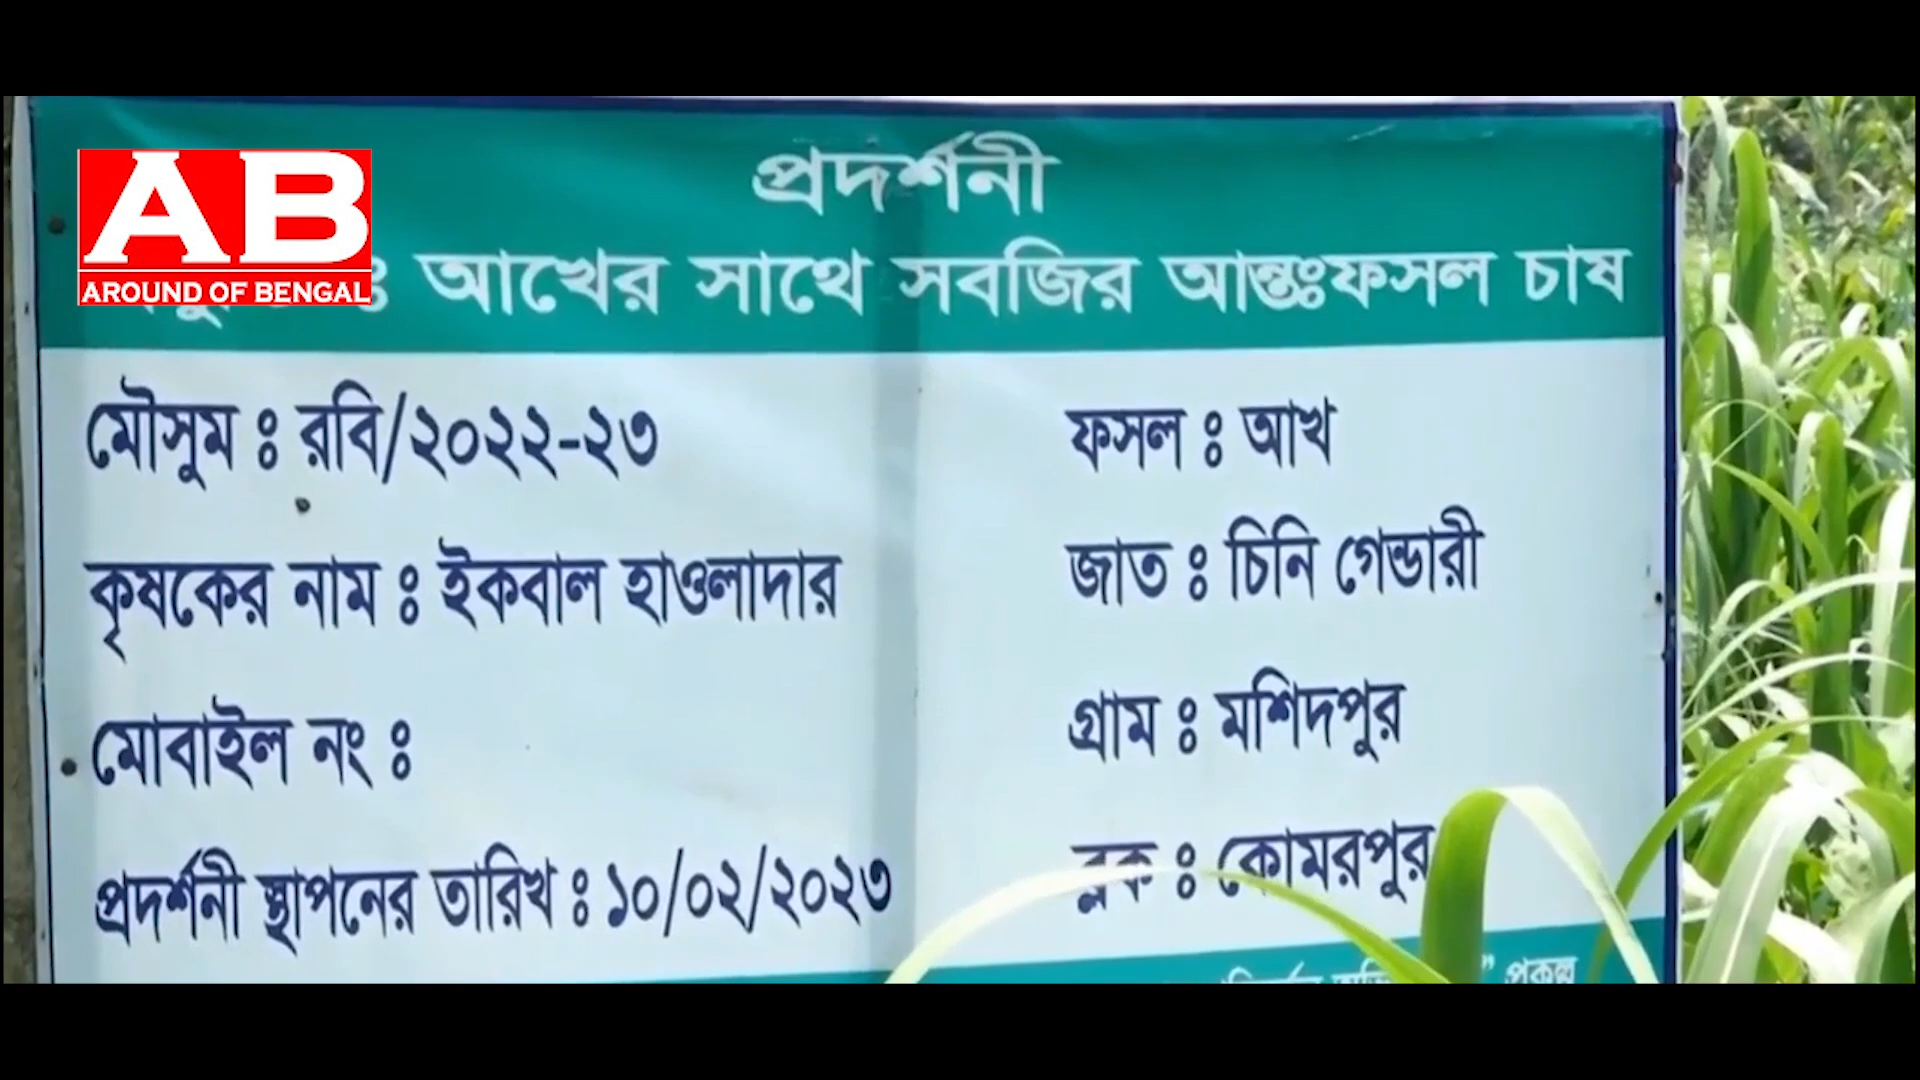 প্রদর্শনী
AB
AROUND OF BENGAL
আখের সাথে সবজির আন্তঃফসল চাষ
মৌসুম ঃ রবি/২০২২-২৩
ফসল ঃ আখ
কৃষকের নাম ঃ ইকবাল হাওলাদার
জাত ঃ চিনি গেন্ডারী
মোবাইল নং ঃ
গ্রাম ঃ মশিদপুর
প্রদর্শনী স্থাপনের তারিখ ঃ ১০/০২/২০২৩
ব্লক ঃ কোমরপুর
প্রকল্প